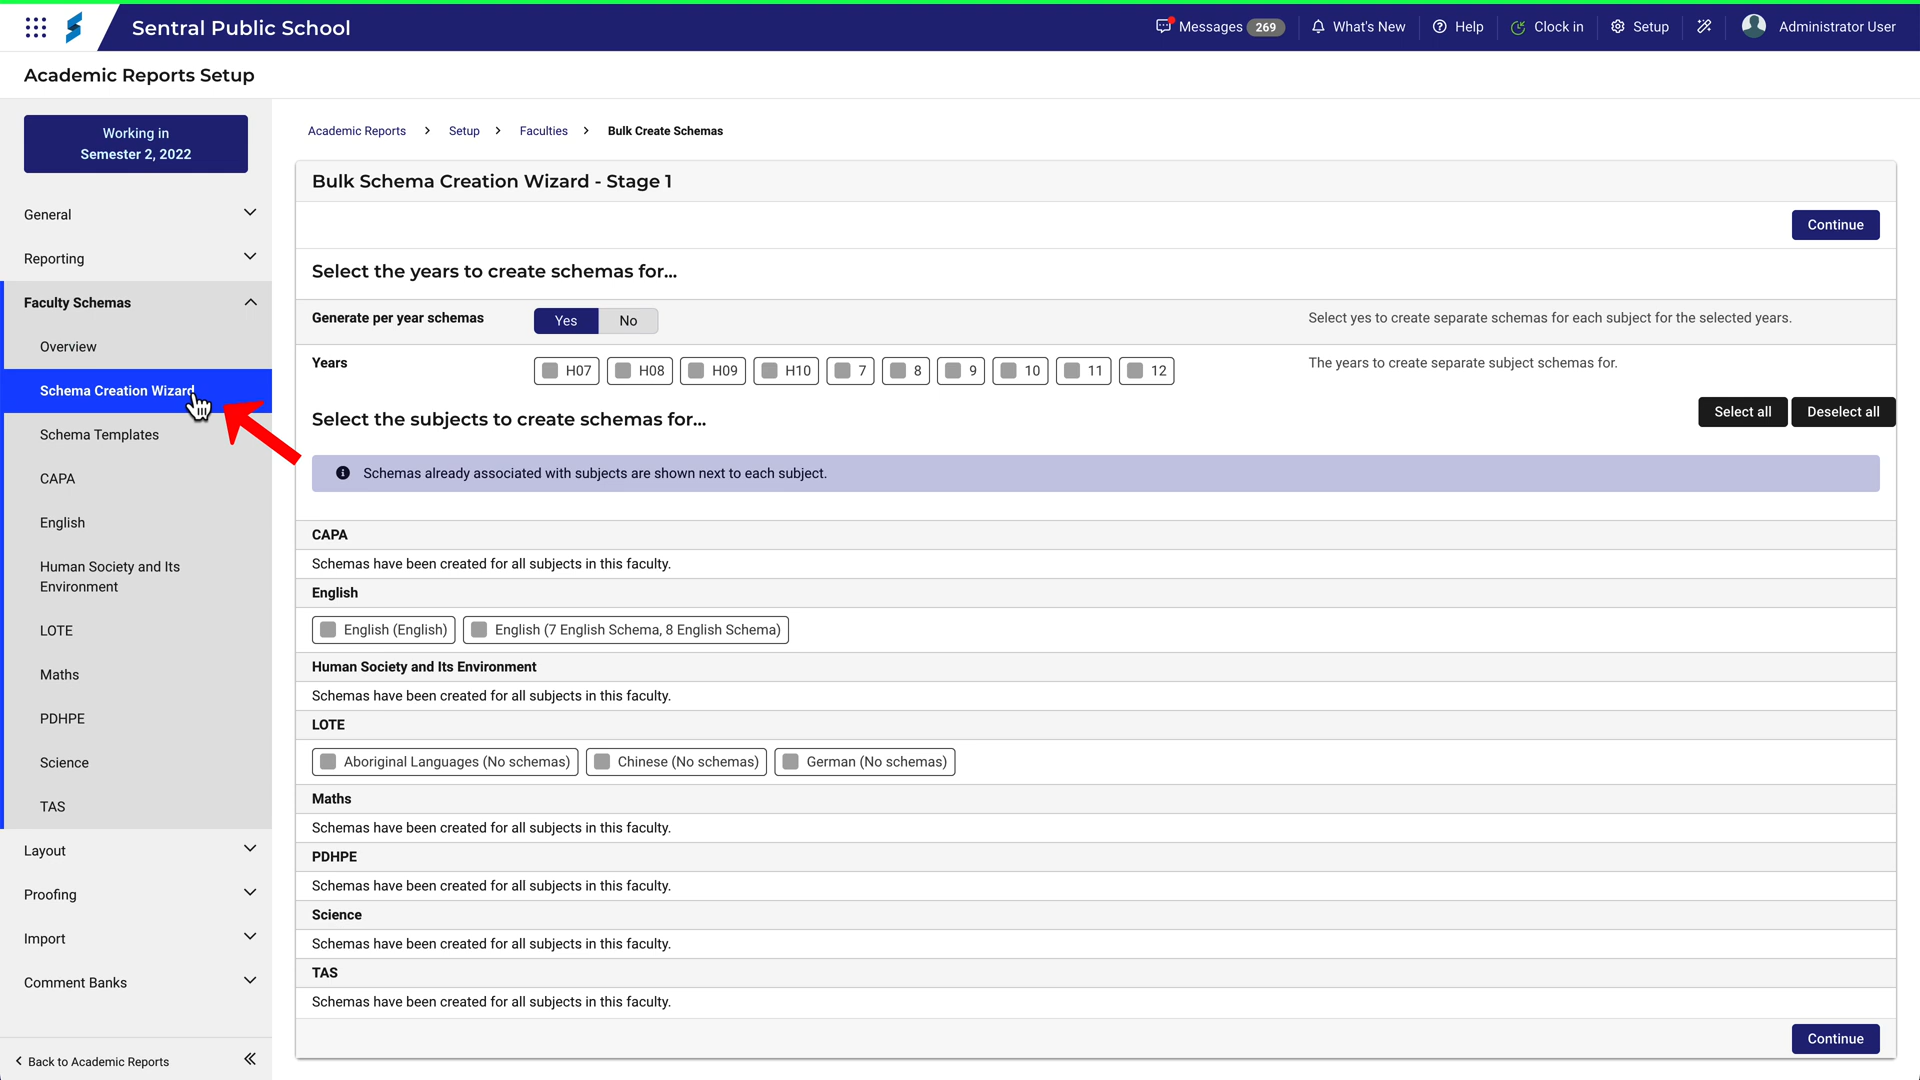 Sentral Public School
Messages 269
What's New
Help
Clock in
Setup
Administrator User
Academic Reports Setup
Working in
Semester 2, 2022
General
Reporting
Faculty Schemas
Overview
Schema Creation Wizard
Schema Templates
CAPA
English
Human Society and Its
Environment
LOTE
Maths
PDHPE
Science
TAS
Layout
Proofing
Import
Comment Banks
Back to Academic Reports
Academic Reports > Setup > Faculties > Bulk Create Schemas
Bulk Schema Creation Wizard - Stage 1
Continue
Select the years to create schemas for...
Generate per year schemas Yes No Select yes to create separate schemas for each subject for the selected years.
Years H07 H08 H09 H10 7 8 9 10 11 12 The years to create separate subject schemas for.
Select the subjects to create schemas for... Select all Deselect all
Schemas already associated with subjects are shown next to each subject.
CAPA
Schemas have been created for all subjects in this faculty.
English
English (English) English (7 English Schema, 8 English Schema)
Human Society and Its Environment
Schemas have been created for all subjects in this faculty.
LOTE
Aboriginal Languages (No schemas) Chinese (No schemas) German (No schemas)
Maths
Schemas have been created for all subjects in this faculty.
PDHPE
Schemas have been created for all subjects in this faculty.
Science
Schemas have been created for all subjects in this faculty.
TAS
Schemas have been created for all subjects in this faculty.
Continue